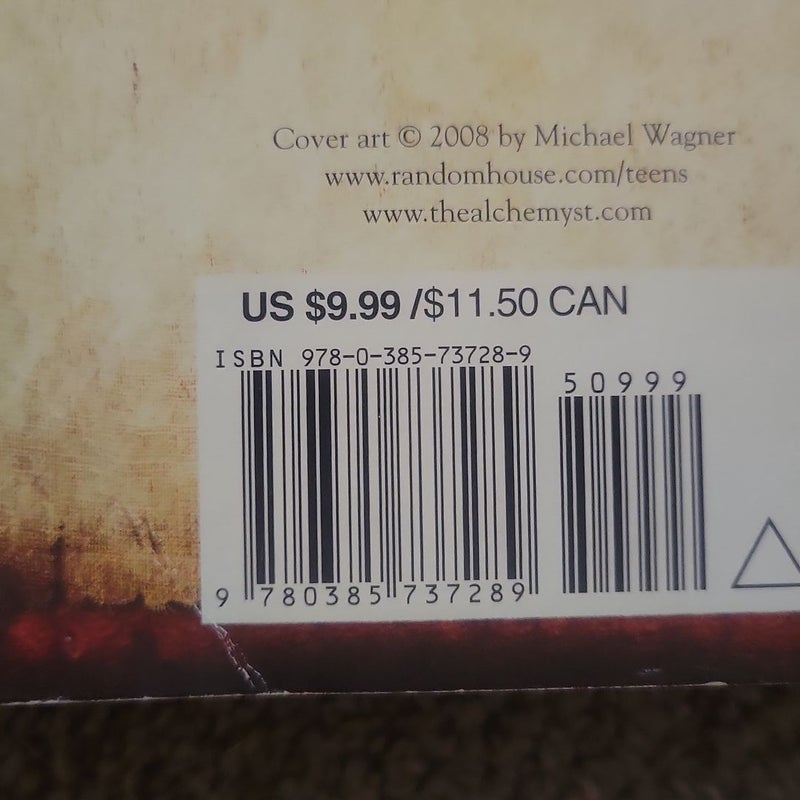 Cover art © 2008 by Michael Wagner
www.randomhouse.com/teens
www.thealchemyst.com
US $9.99 /$11.50 CAN
ISBN 978-0-385-73728-9
50999
9 780385 737289